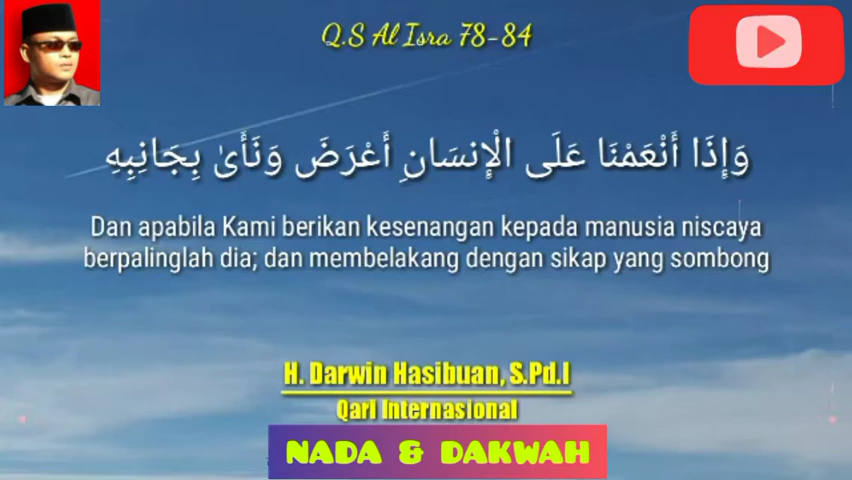 Q.S Al Isra 78-84
وَإِذَا أَنْعَمْنَا عَلَى الْإِنسَانِ أَعْرَضَ وَنَأَىٰ بِجَانِبِهِ
Dan apabila Kami berikan kesenangan kepada manusia niscaya
berpalinglah dia; dan membelakang dengan sikap yang sombong
H. Darwin Hasibuan, S.Pd.I
Qari Internasional
NADA & DAKWAH